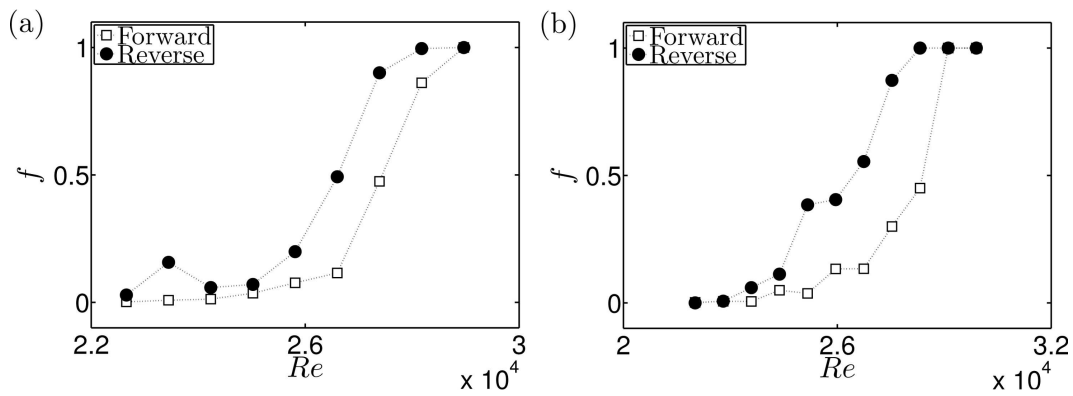 (a)
Forward
Reverse
1
0.5
0
f
2.2
2.6
3
Re
x 10^4
(b)
Forward
Reverse
1
0.5
0
f
2
2.6
3.2
Re
x 10^4